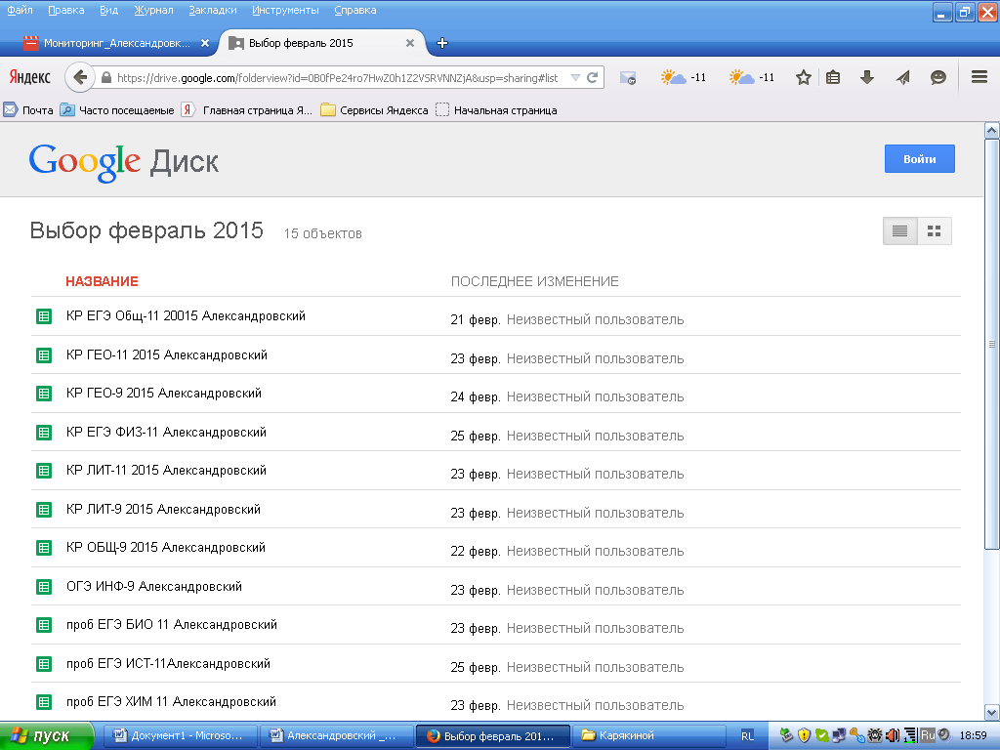 Файл Правка Вид Журнал Закладки Инструменты Справка
Мониторинг_Александровк... Выбор февраль 2015
Яндекс https://drive.google.com/folderview?id=0B0fPe24ro7HwZ0h1Z2VSRVNNZjA&usp=sharing#list -11 -11
Почта Часто посещаемые Главная страница Я... Сервисы Яндекса Начальная страница
Google Диск Войти
Выбор февраль 2015 15 объектов
НАЗВАНИЕ ПОСЛЕДНЕЕ ИЗМЕНЕНИЕ
КР ЕГЭ Общ-11 20015 Александровский 21 февр. Неизвестный пользователь
КР ГЕО-11 2015 Александровский 23 февр. Неизвестный пользователь
КР ГЕО-9 2015 Александровский 24 февр. Неизвестный пользователь
КР ЕГЭ ФИЗ-11 Александровский 25 февр. Неизвестный пользователь
КР ЛИТ-11 2015 Александровский 23 февр. Неизвестный пользователь
КР ЛИТ-9 2015 Александровский 23 февр. Неизвестный пользователь
КР ОБЩ-9 2015 Александровский 22 февр. Неизвестный пользователь
ОГЭ ИНФ-9 Александровский 23 февр. Неизвестный пользователь
проб ЕГЭ БИО 11 Александровский 23 февр. Неизвестный пользователь
проб ЕГЭ ИСТ-11Александровский 25 февр. Неизвестный пользователь
проб ЕГЭ ХИМ 11 Александровский 23 февр. Неизвестный пользователь
пуск Документ1 - Microso... Александровский _... Выбор февраль 201... Карякиной RL Ru 18:59